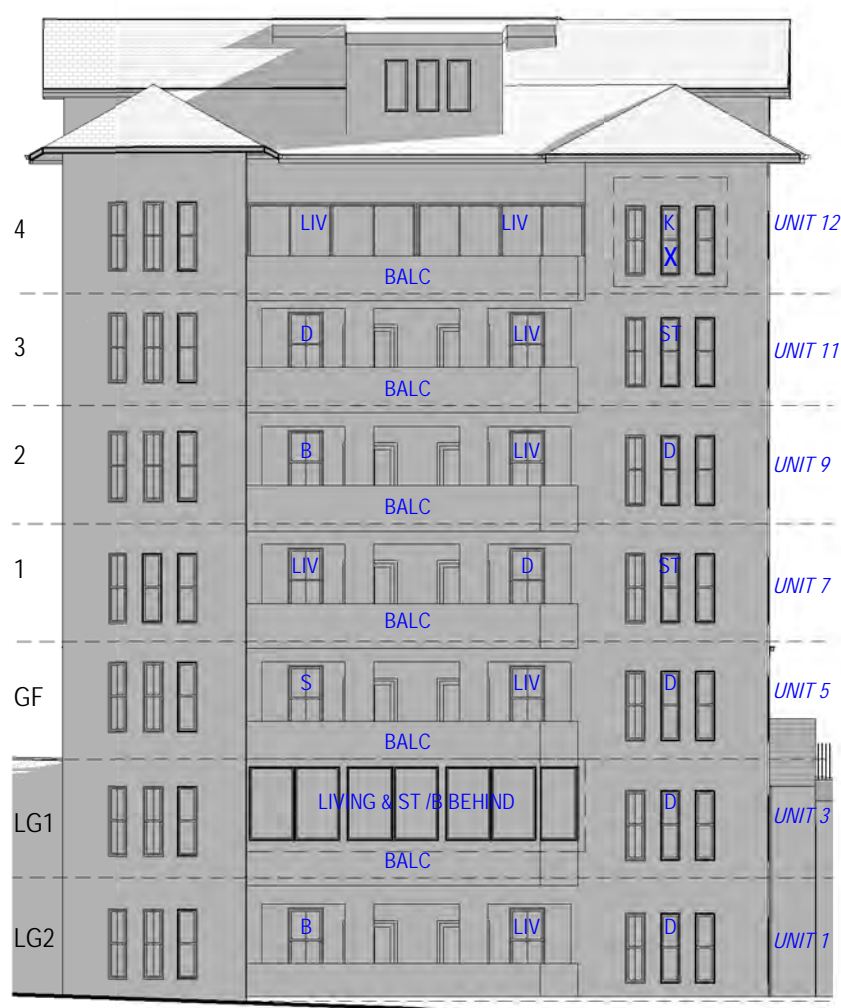 4 LIV LIV K UNIT 12
X
BALC
3 D LIV ST UNIT 11
BALC
2 B LIV D UNIT 9
BALC
1 LIV D ST UNIT 7
BALC
GF S LIV D UNIT 5
BALC
LG1 LIVING & ST /B BEHIND D UNIT 3
BALC
LG2 B LIV D UNIT 1